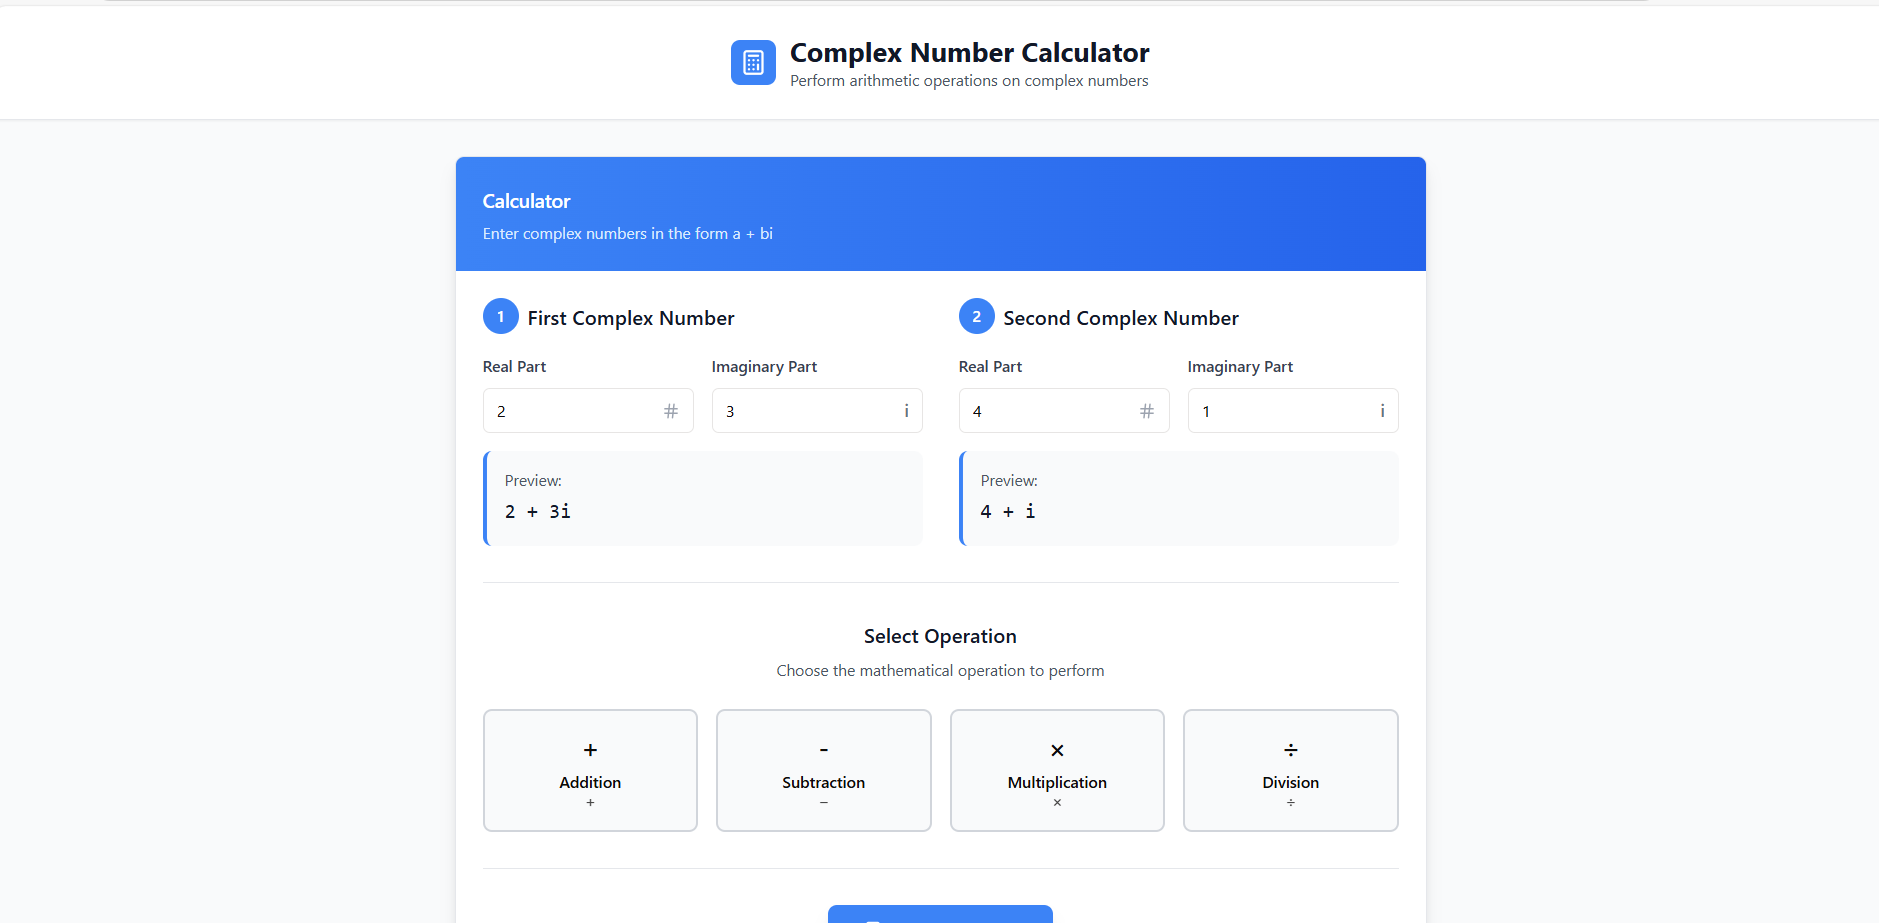 Complex Number Calculator
Perform arithmetic operations on complex numbers
Calculator
Enter complex numbers in the form a + bi
1 First Complex Number
Real Part Imaginary Part
2 # 3 i
Preview:
2 + 3i
2 Second Complex Number
Real Part Imaginary Part
4 # 1 i
Preview:
4 + i
Select Operation
Choose the mathematical operation to perform
+
Addition
+
-
Subtraction
−
×
Multiplication
×
÷
Division
÷